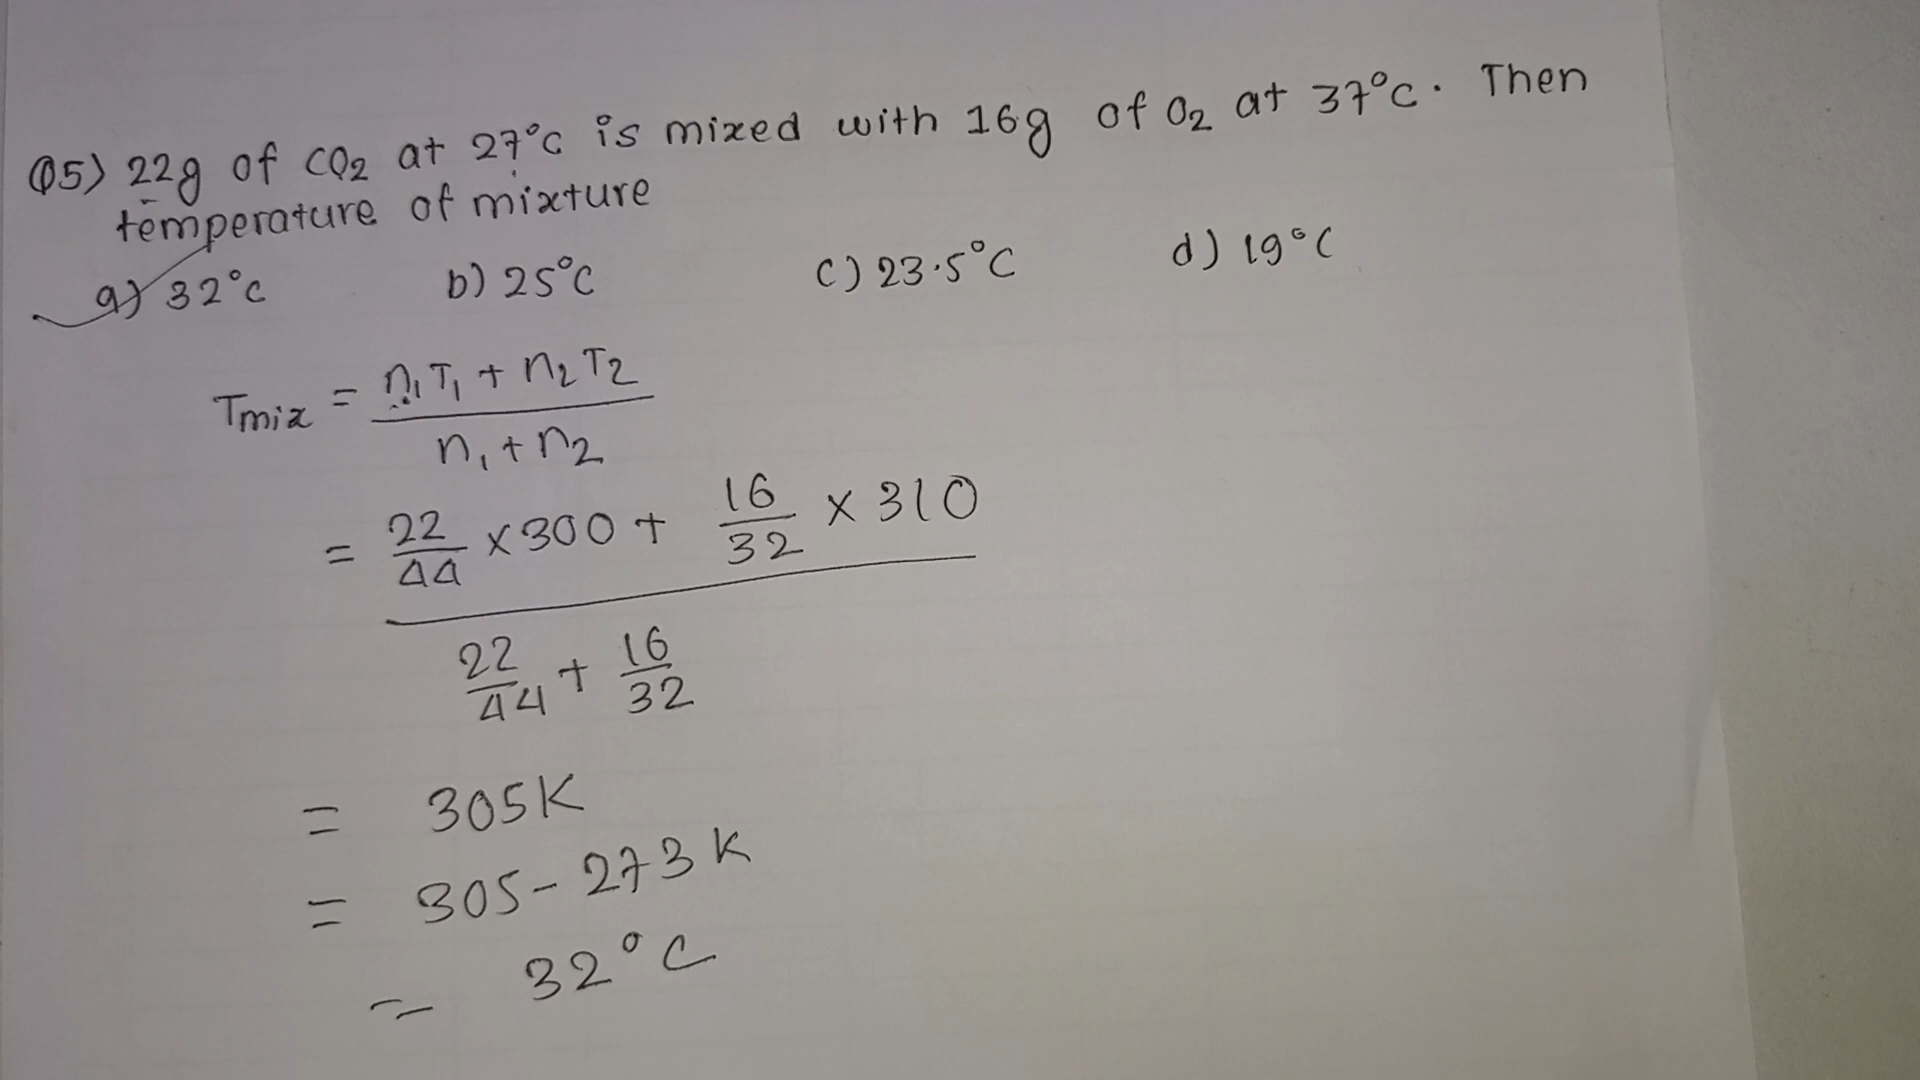 Q5) 22g of CO2 at 27°C is mixed with 16g of O2 at 37°C. Then
temperature of mixture
a) 32°C b) 25°C C) 23.5°C d) 19°C
Tmix = n1T1 + n2T2
n1 + n2
= 22/44 × 300 + 16/32 × 310
22/44 + 16/32
= 305K
= 305 - 273 K
= 32°C